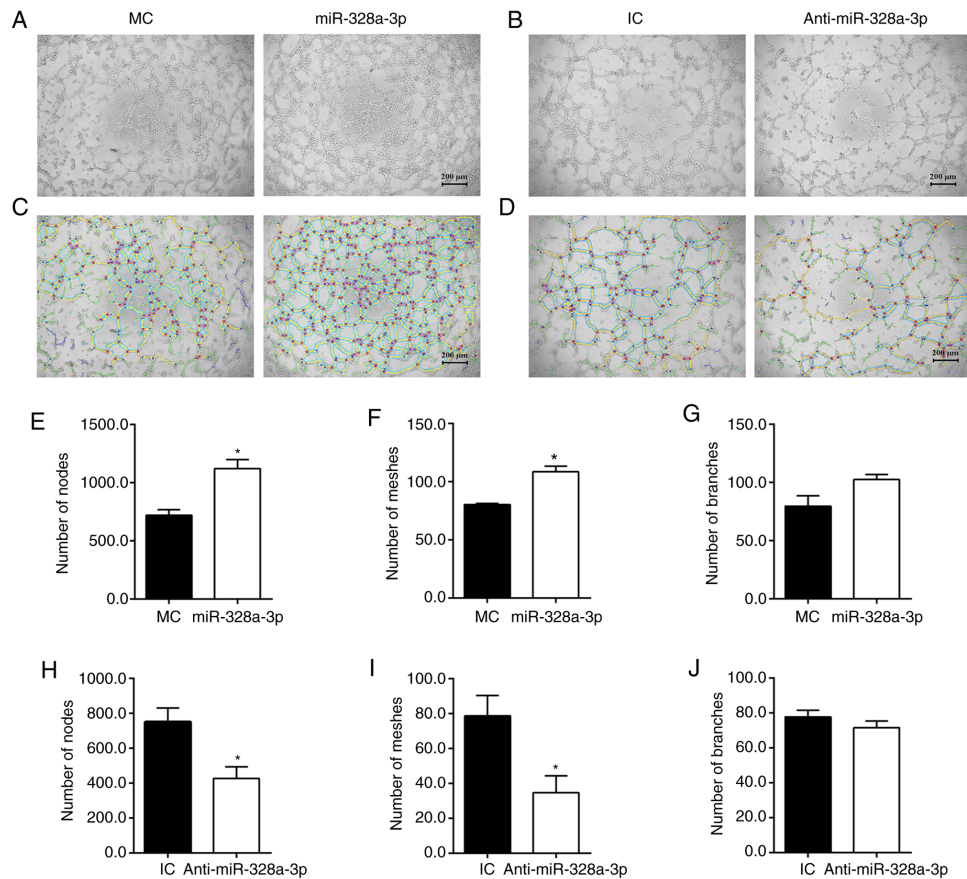 A
MC
miR-328a-3p
B
IC
Anti-miR-328a-3p
200 μm
200 μm
C
D
200 μm
200 μm
E
Number of nodes
1500.0
1000.0
500.0
0.0
*
MC
miR-328a-3p
F
Number of meshes
150.0
100.0
50.0
0.0
*
MC
miR-328a-3p
G
Number of branches
150.0
100.0
50.0
0.0
MC
miR-328a-3p
H
Number of nodes
1000.0
800.0
600.0
400.0
200.0
0.0
*
IC
Anti-miR-328a-3p
I
Number of meshes
100.0
80.0
60.0
40.0
20.0
0.0
*
IC
Anti-miR-328a-3p
J
Number of branches
100.0
80.0
60.0
40.0
20.0
0.0
IC
Anti-miR-328a-3p